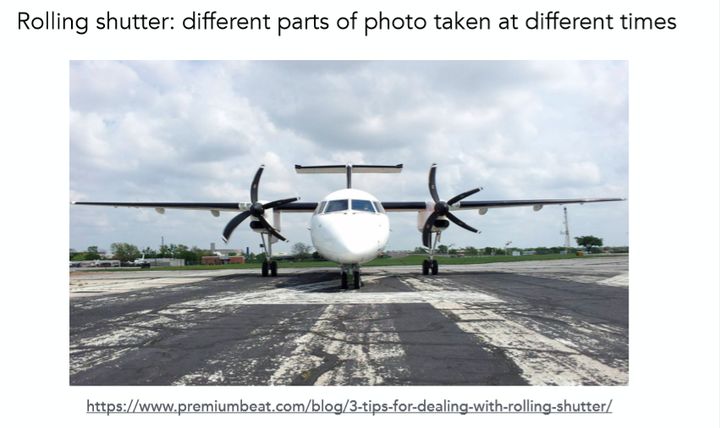 Rolling shutter: different parts of photo taken at different times
https://www.premiumbeat.com/blog/3-tips-for-dealing-with-rolling-shutter/